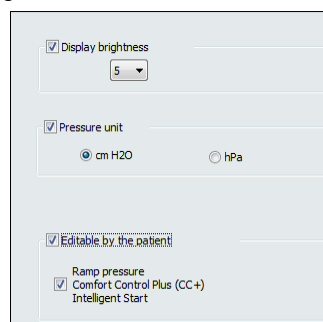 Display brightness
5
Pressure unit
cm H2O hPa
Editable by the patient
Ramp pressure
Comfort Control Plus (CC+)
Intelligent Start